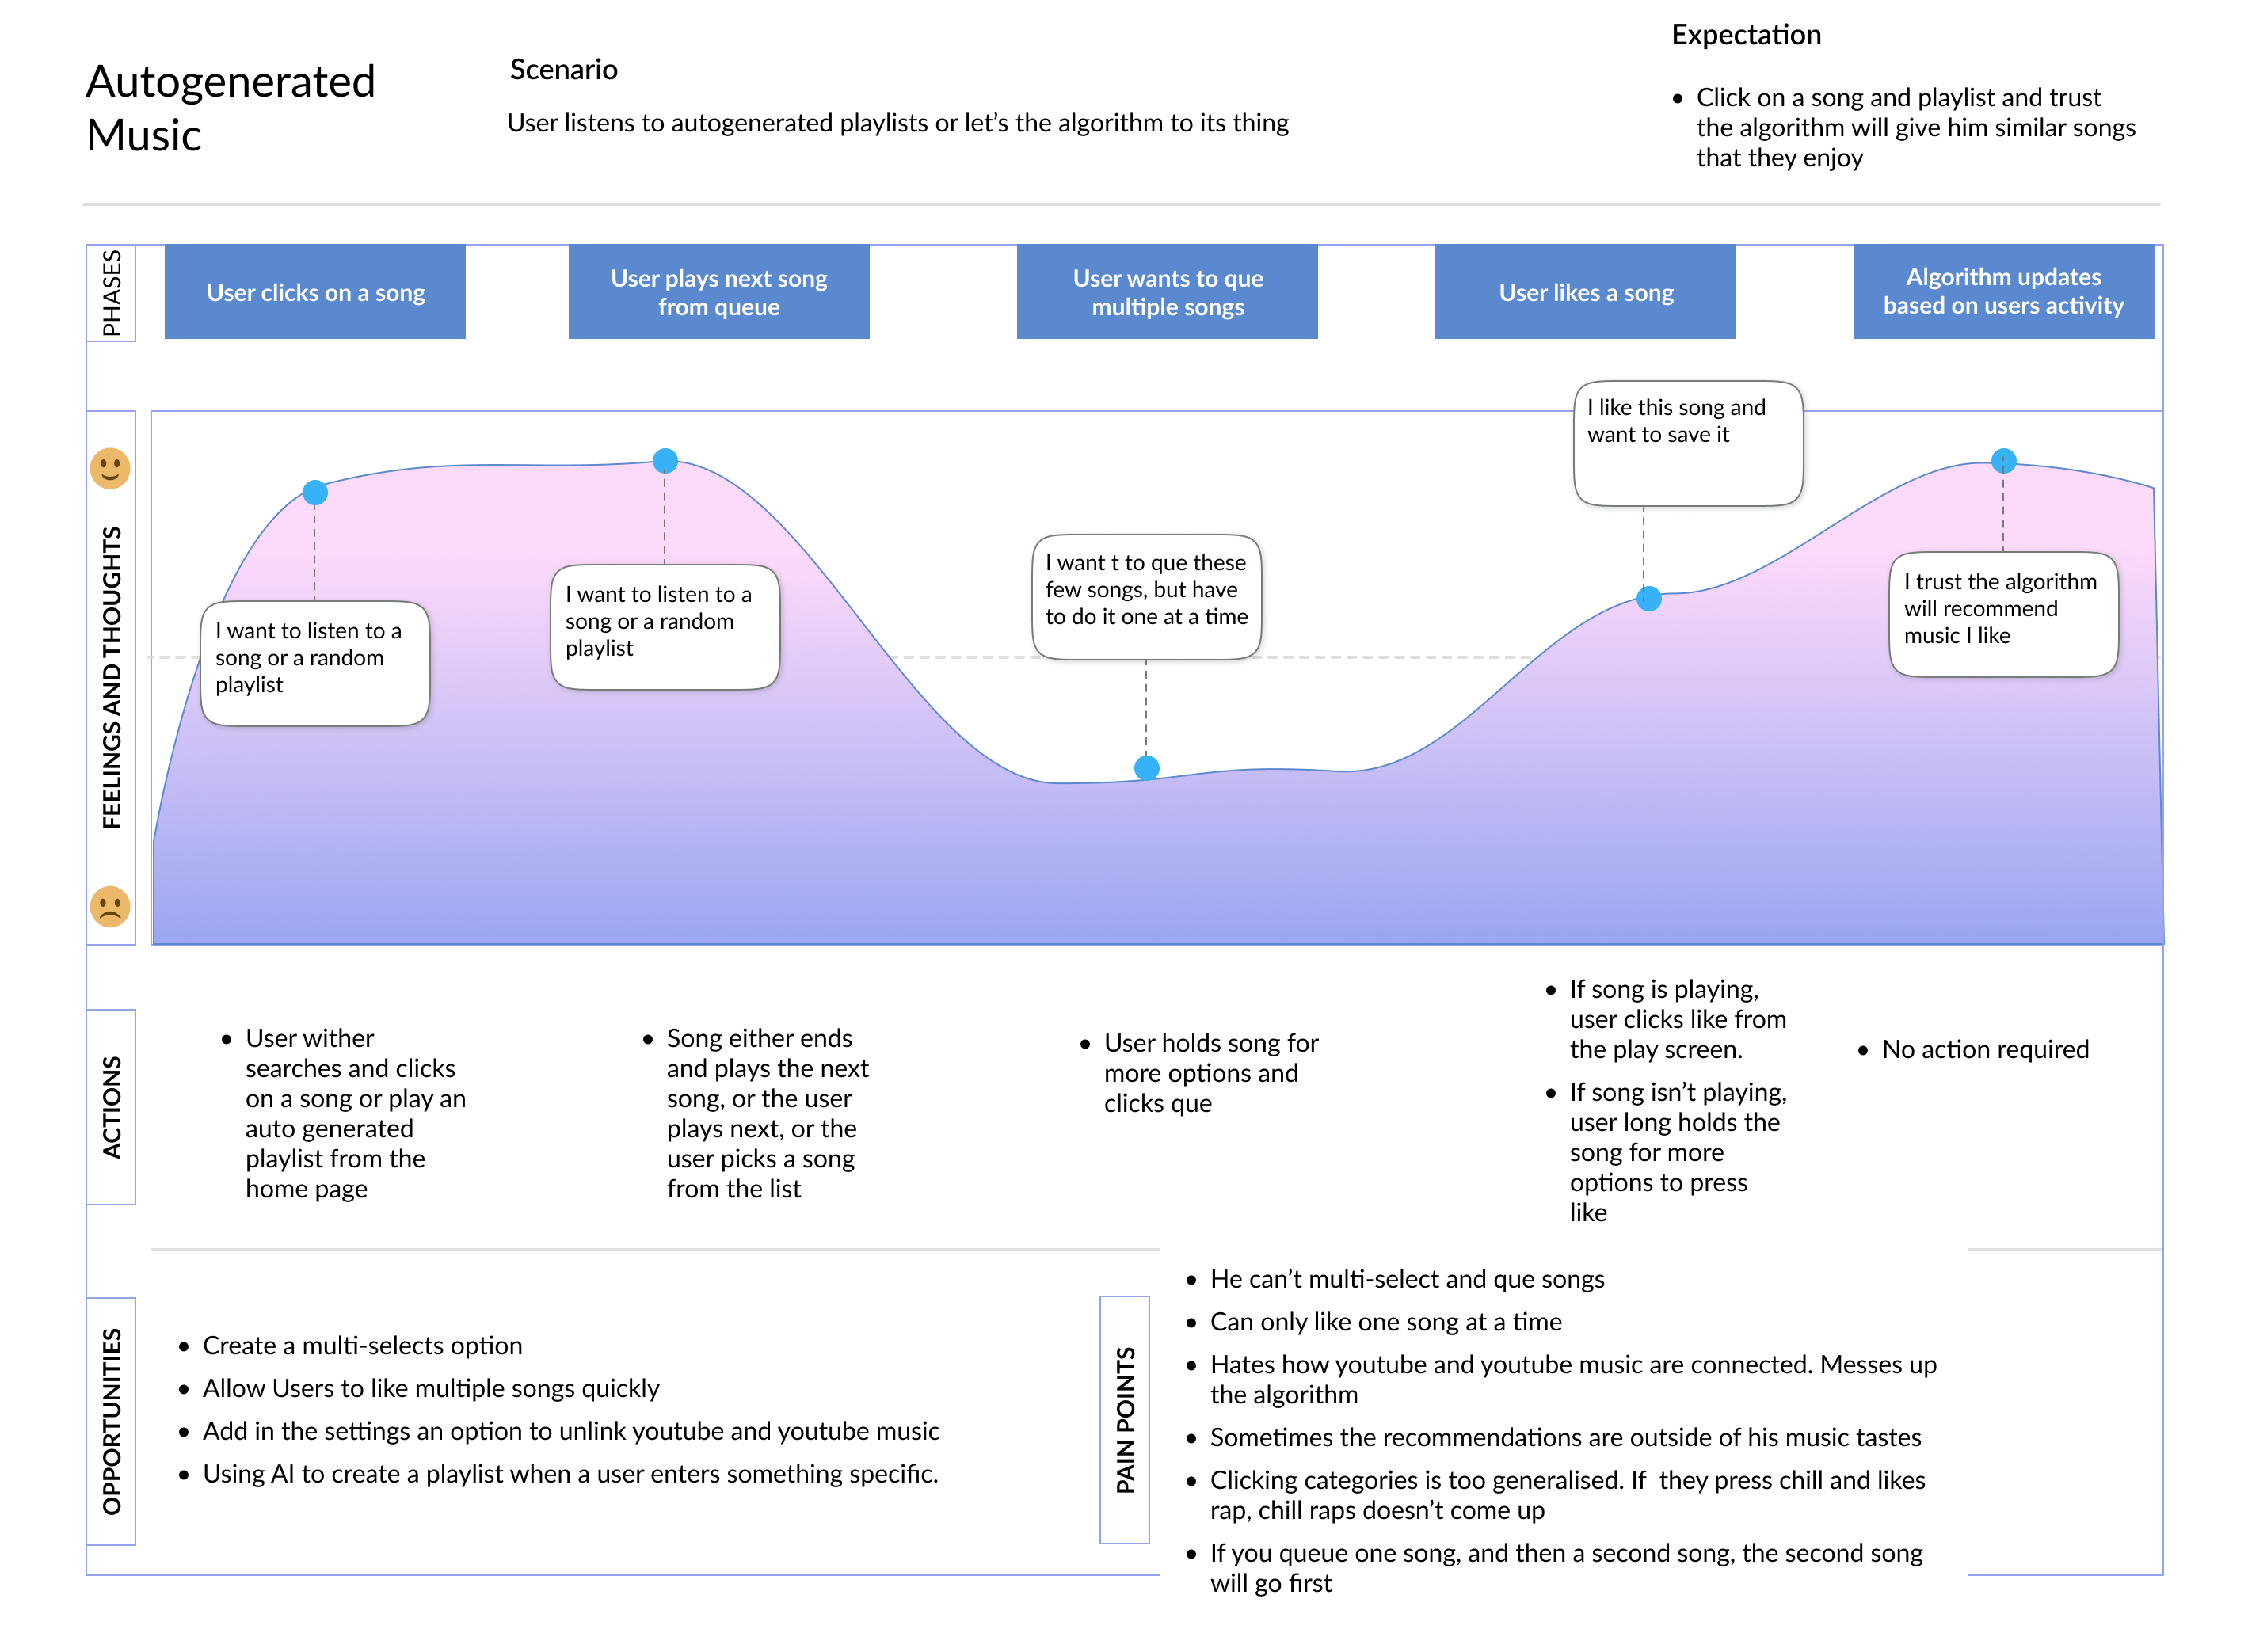 Autogenerated
Music
Scenario
User listens to autogenerated playlists or let's the algorithm to its thing
Expectation
• Click on a song and playlist and trust
the algorithm will give him similar songs
that they enjoy
PHASES
User clicks on a song
User plays next song
from queue
User wants to que
multiple songs
User likes a song
Algorithm updates
based on users activity
FEELINGS AND THOUGHTS
I want to listen to a
song or a random
playlist
I want to listen to a
song or a random
playlist
I want t to que these
few songs, but have
to do it one at a time
I like this song and
want to save it
I trust the algorithm
will recommend
music I like
ACTIONS
• User wither
searches and clicks
on a song or play an
auto generated
playlist from the
home page
• Song either ends
and plays the next
song, or the user
plays next, or the
user picks a song
from the list
• User holds song for
more options and
clicks que
• If song is playing,
user clicks like from
the play screen.
• If song isn't playing,
user long holds the
song for more
options to press
like
• No action required
OPPORTUNITIES
• Create a multi-selects option
• Allow Users to like multiple songs quickly
• Add in the settings an option to unlink youtube and youtube music
• Using AI to create a playlist when a user enters something specific.
PAIN POINTS
• He can't multi-select and que songs
• Can only like one song at a time
• Hates how youtube and youtube music are connected. Messes up
the algorithm
• Sometimes the recommendations are outside of his music tastes
• Clicking categories is too generalised. If  they press chill and likes
rap, chill raps doesn't come up
• If you queue one song, and then a second song, the second song
will go first